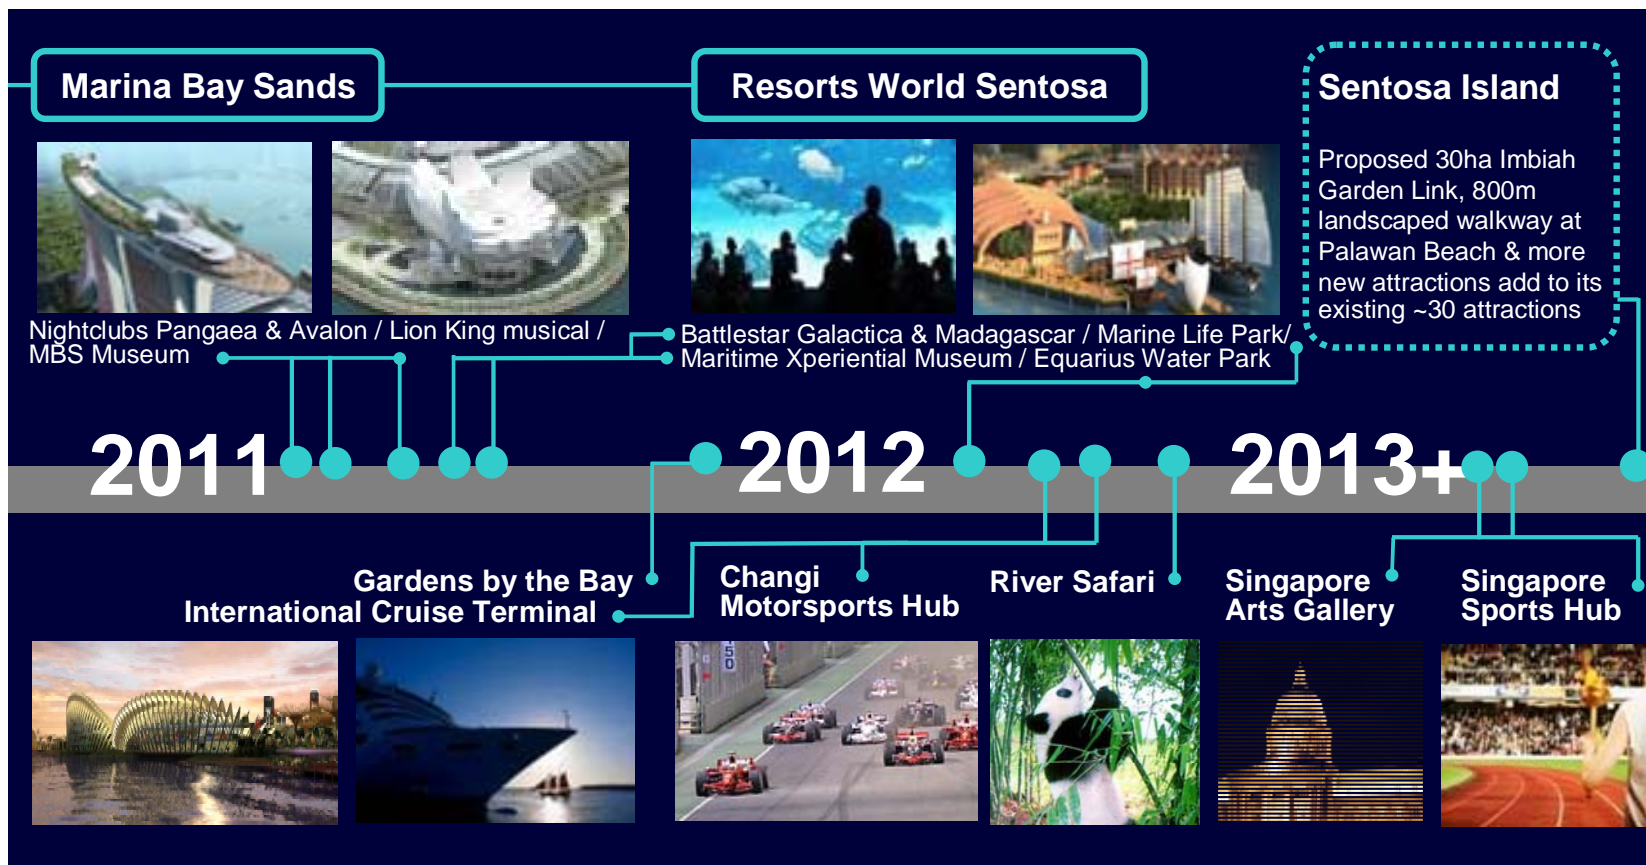 Marina Bay Sands
Resorts World Sentosa
Sentosa Island
Proposed 30ha Imbiah
Garden Link, 800m
landscaped walkway at
Palawan Beach & more
new attractions add to its
existing ~30 attractions
Nightclubs Pangaea & Avalon / Lion King musical /
MBS Museum
Battlestar Galactica & Madagascar / Marine Life Park/
Maritime Xperiential Museum / Equarius Water Park
2011
2012
2013+
Gardens by the Bay
International Cruise Terminal
Changi
Motorsports Hub
River Safari
Singapore
Arts Gallery
Singapore
Sports Hub
50